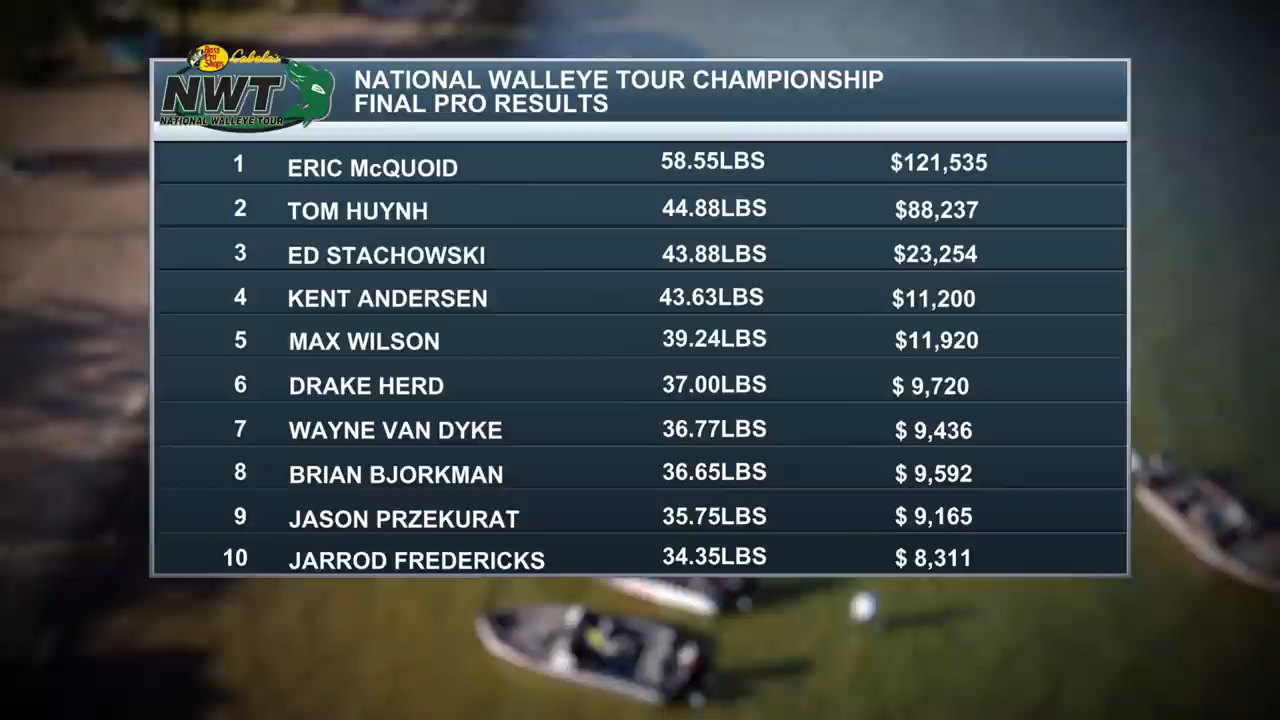 Bass Pro Shops Cabela's
NWT
NATIONAL WALLEYE TOUR
NATIONAL WALLEYE TOUR CHAMPIONSHIP
FINAL PRO RESULTS
1 ERIC McQUOID 58.55LBS $121,535
2 TOM HUYNH 44.88LBS $88,237
3 ED STACHOWSKI 43.88LBS $23,254
4 KENT ANDERSEN 43.63LBS $11,200
5 MAX WILSON 39.24LBS $11,920
6 DRAKE HERD 37.00LBS $ 9,720
7 WAYNE VAN DYKE 36.77LBS $ 9,436
8 BRIAN BJORKMAN 36.65LBS $ 9,592
9 JASON PRZEKURAT 35.75LBS $ 9,165
10 JARROD FREDERICKS 34.35LBS $ 8,311